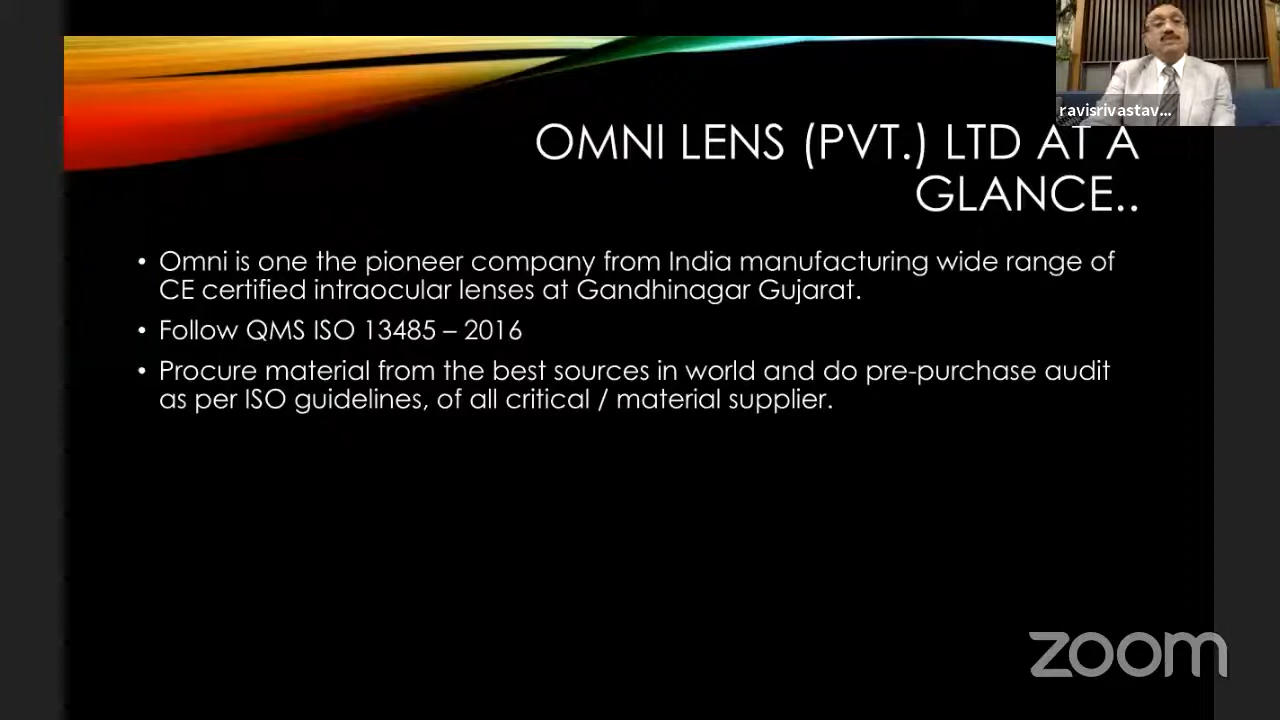 ravisrivastav...
OMNI LENS (PVT.) LTD AT A
GLANCE..
• Omni is one the pioneer company from India manufacturing wide range of
CE certified intraocular lenses at Gandhinagar Gujarat.
• Follow QMS ISO 13485 – 2016
• Procure material from the best sources in world and do pre-purchase audit
as per ISO guidelines, of all critical / material supplier.
zoom